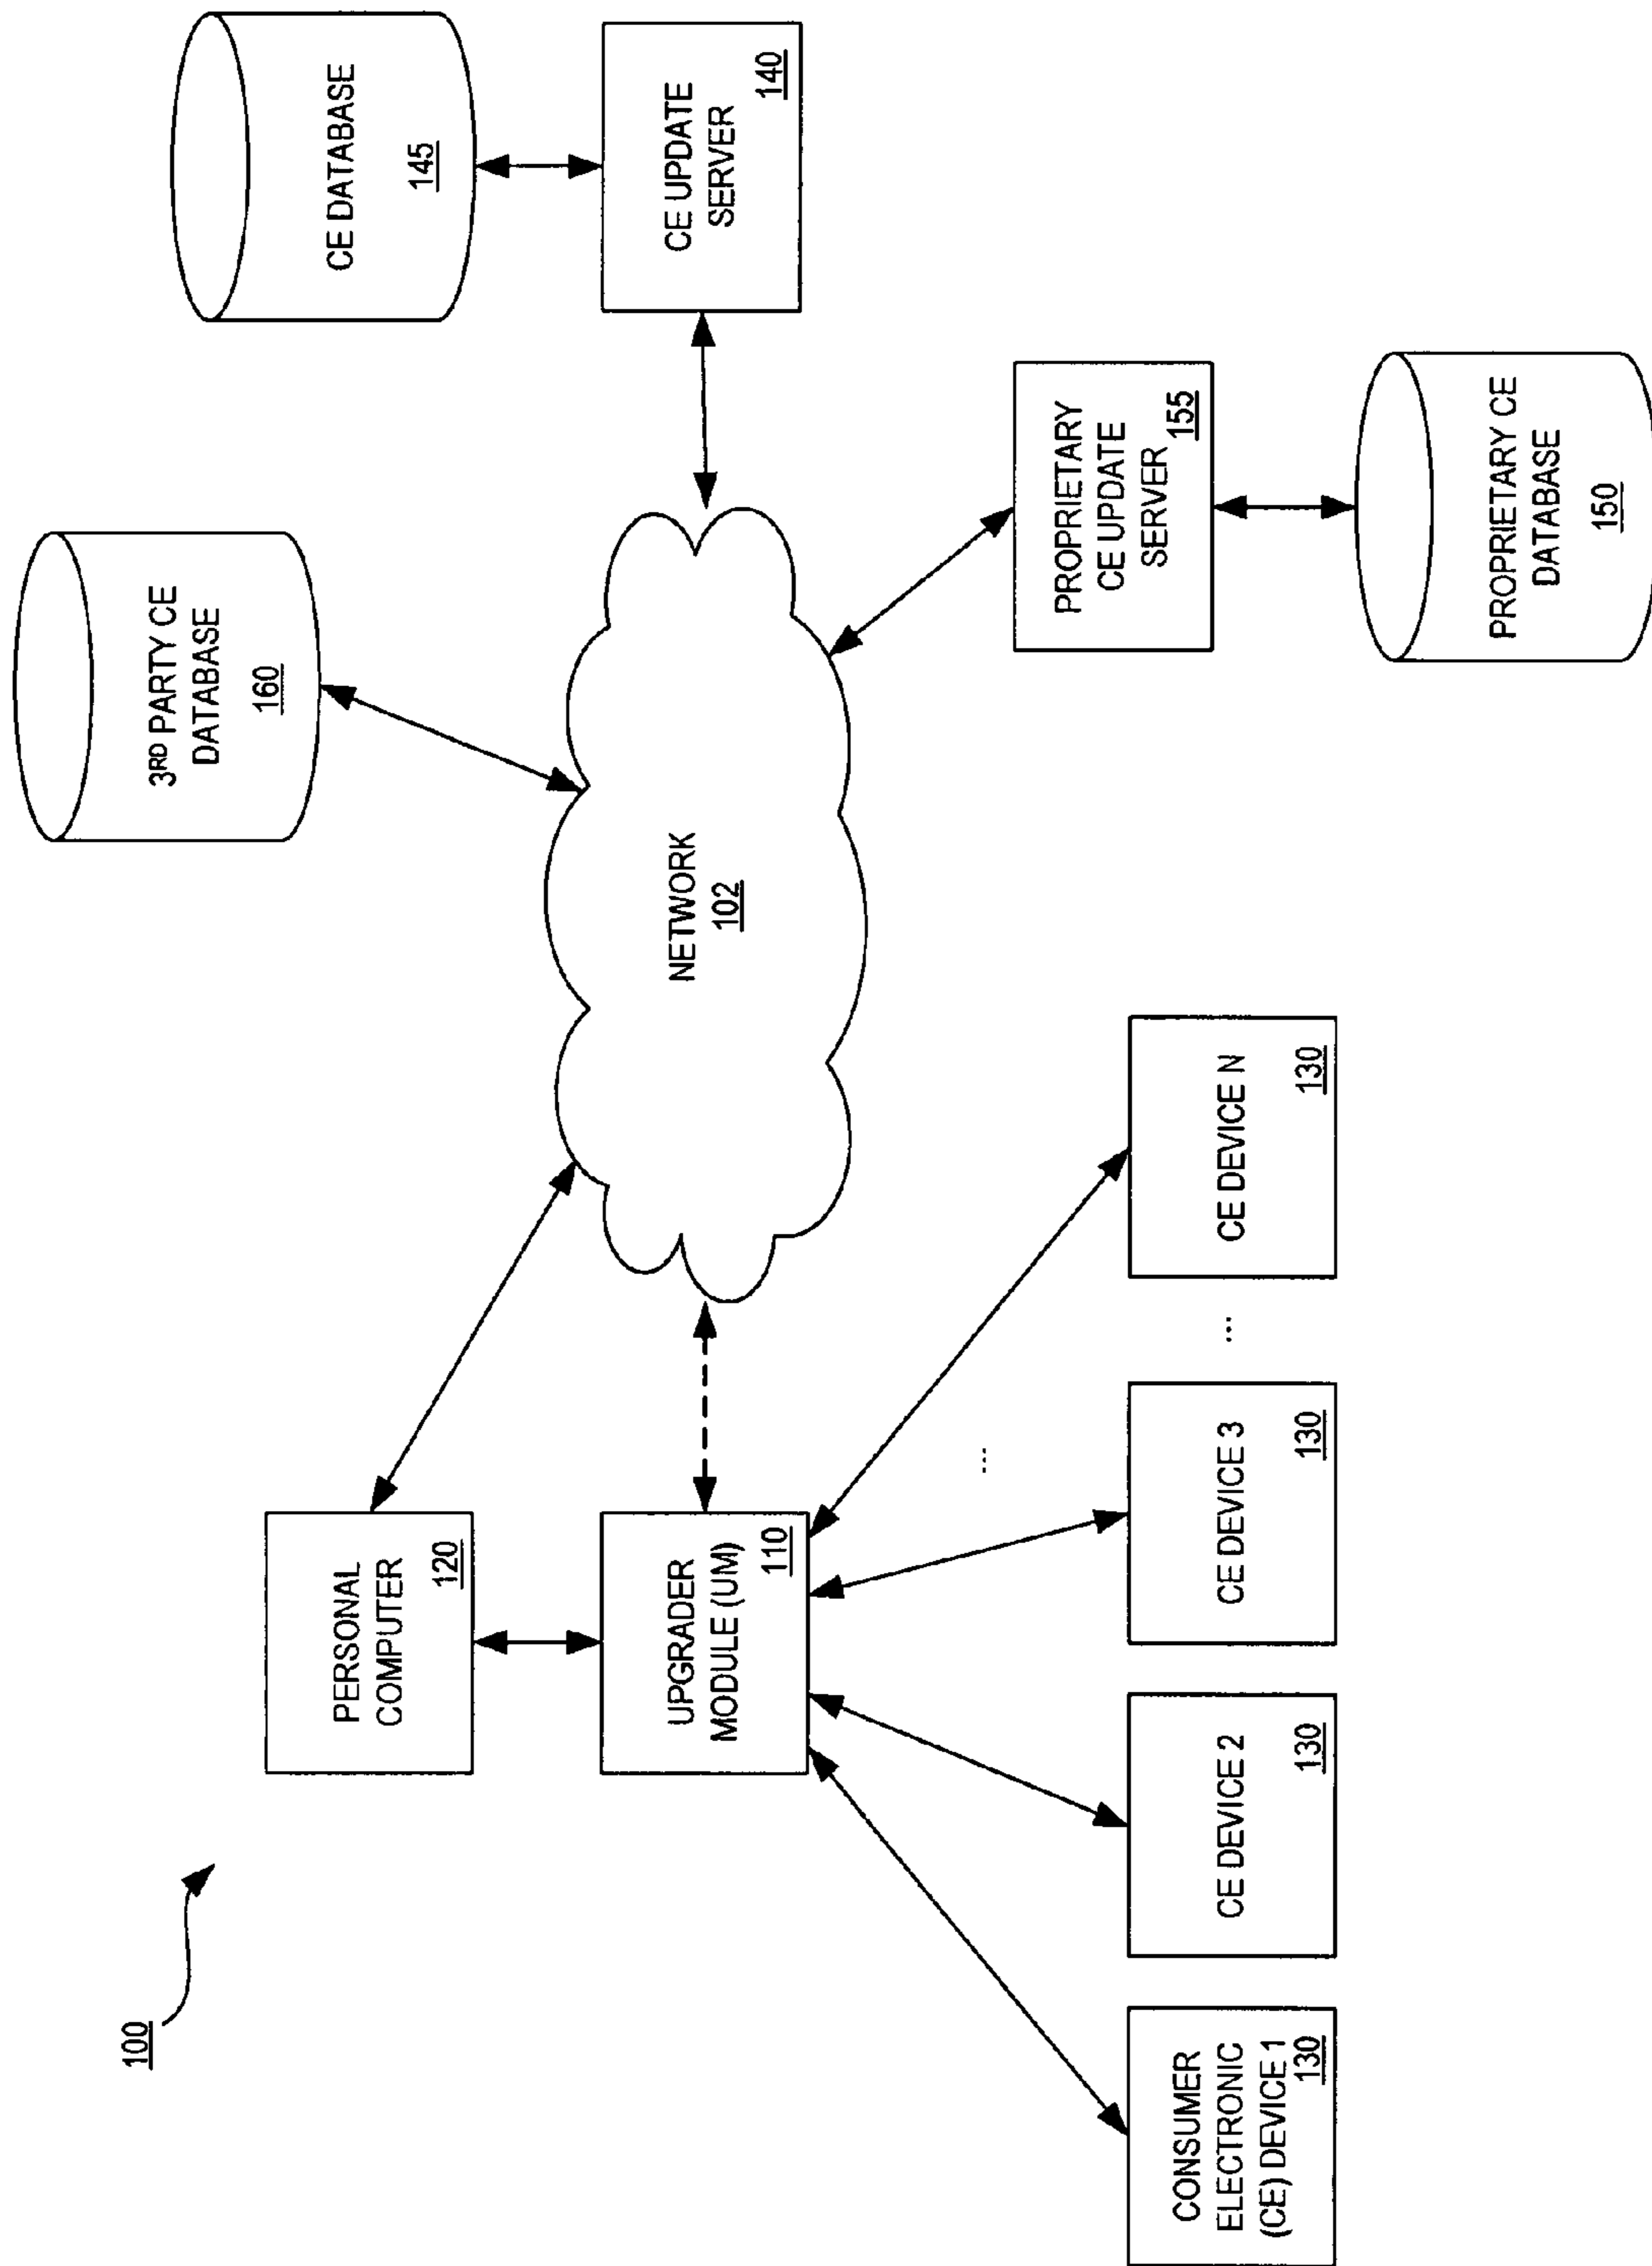 100
3RD PARTY CE
DATABASE
160
CE DATABASE
145
PERSONAL
COMPUTER
120
UPGRADER
MODULE (UM)
110
NETWORK
102
CE UPDATE
SERVER
140
...
PROPRIETARY
CE UPDATE
SERVER
155
CONSUMER
ELECTRONIC
(CE) DEVICE 1
130
CE DEVICE 2
130
CE DEVICE 3
130
...
CE DEVICE N
130
PROPRIETARY CE
DATABASE
150